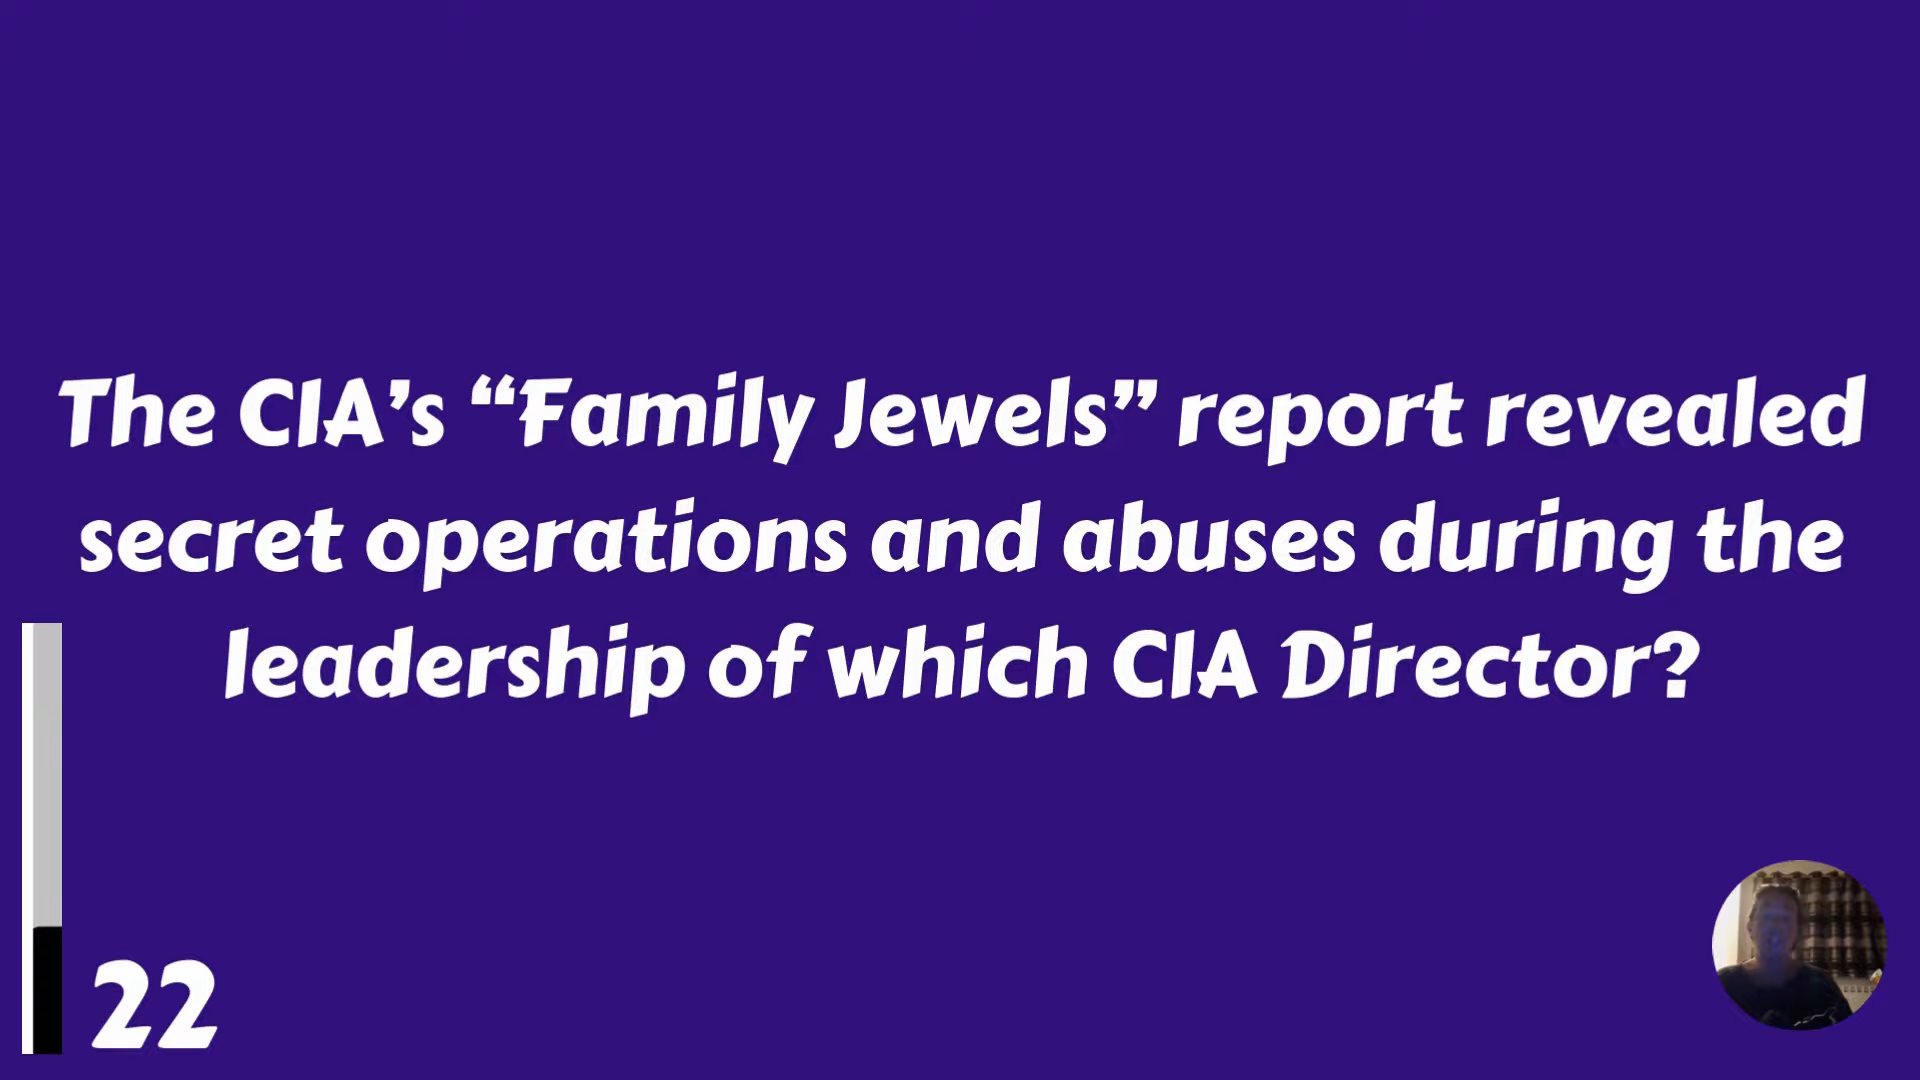 The CIA’s “Family Jewels” report revealed
secret operations and abuses during the
leadership of which CIA Director?
22